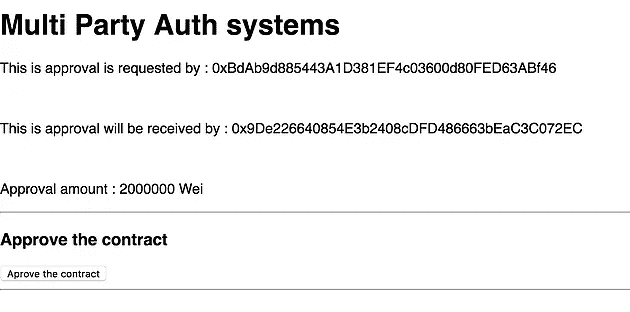 Multi Party Auth systems
This is approval is requested by : 0xBdAb9d885443A1D381EF4c03600d80FED63ABf46
This is approval will be received by : 0x9De226640854E3b2408cDFD486663bEaC3C072EC
Approval amount : 2000000 Wei
Approve the contract
Aprove the contract